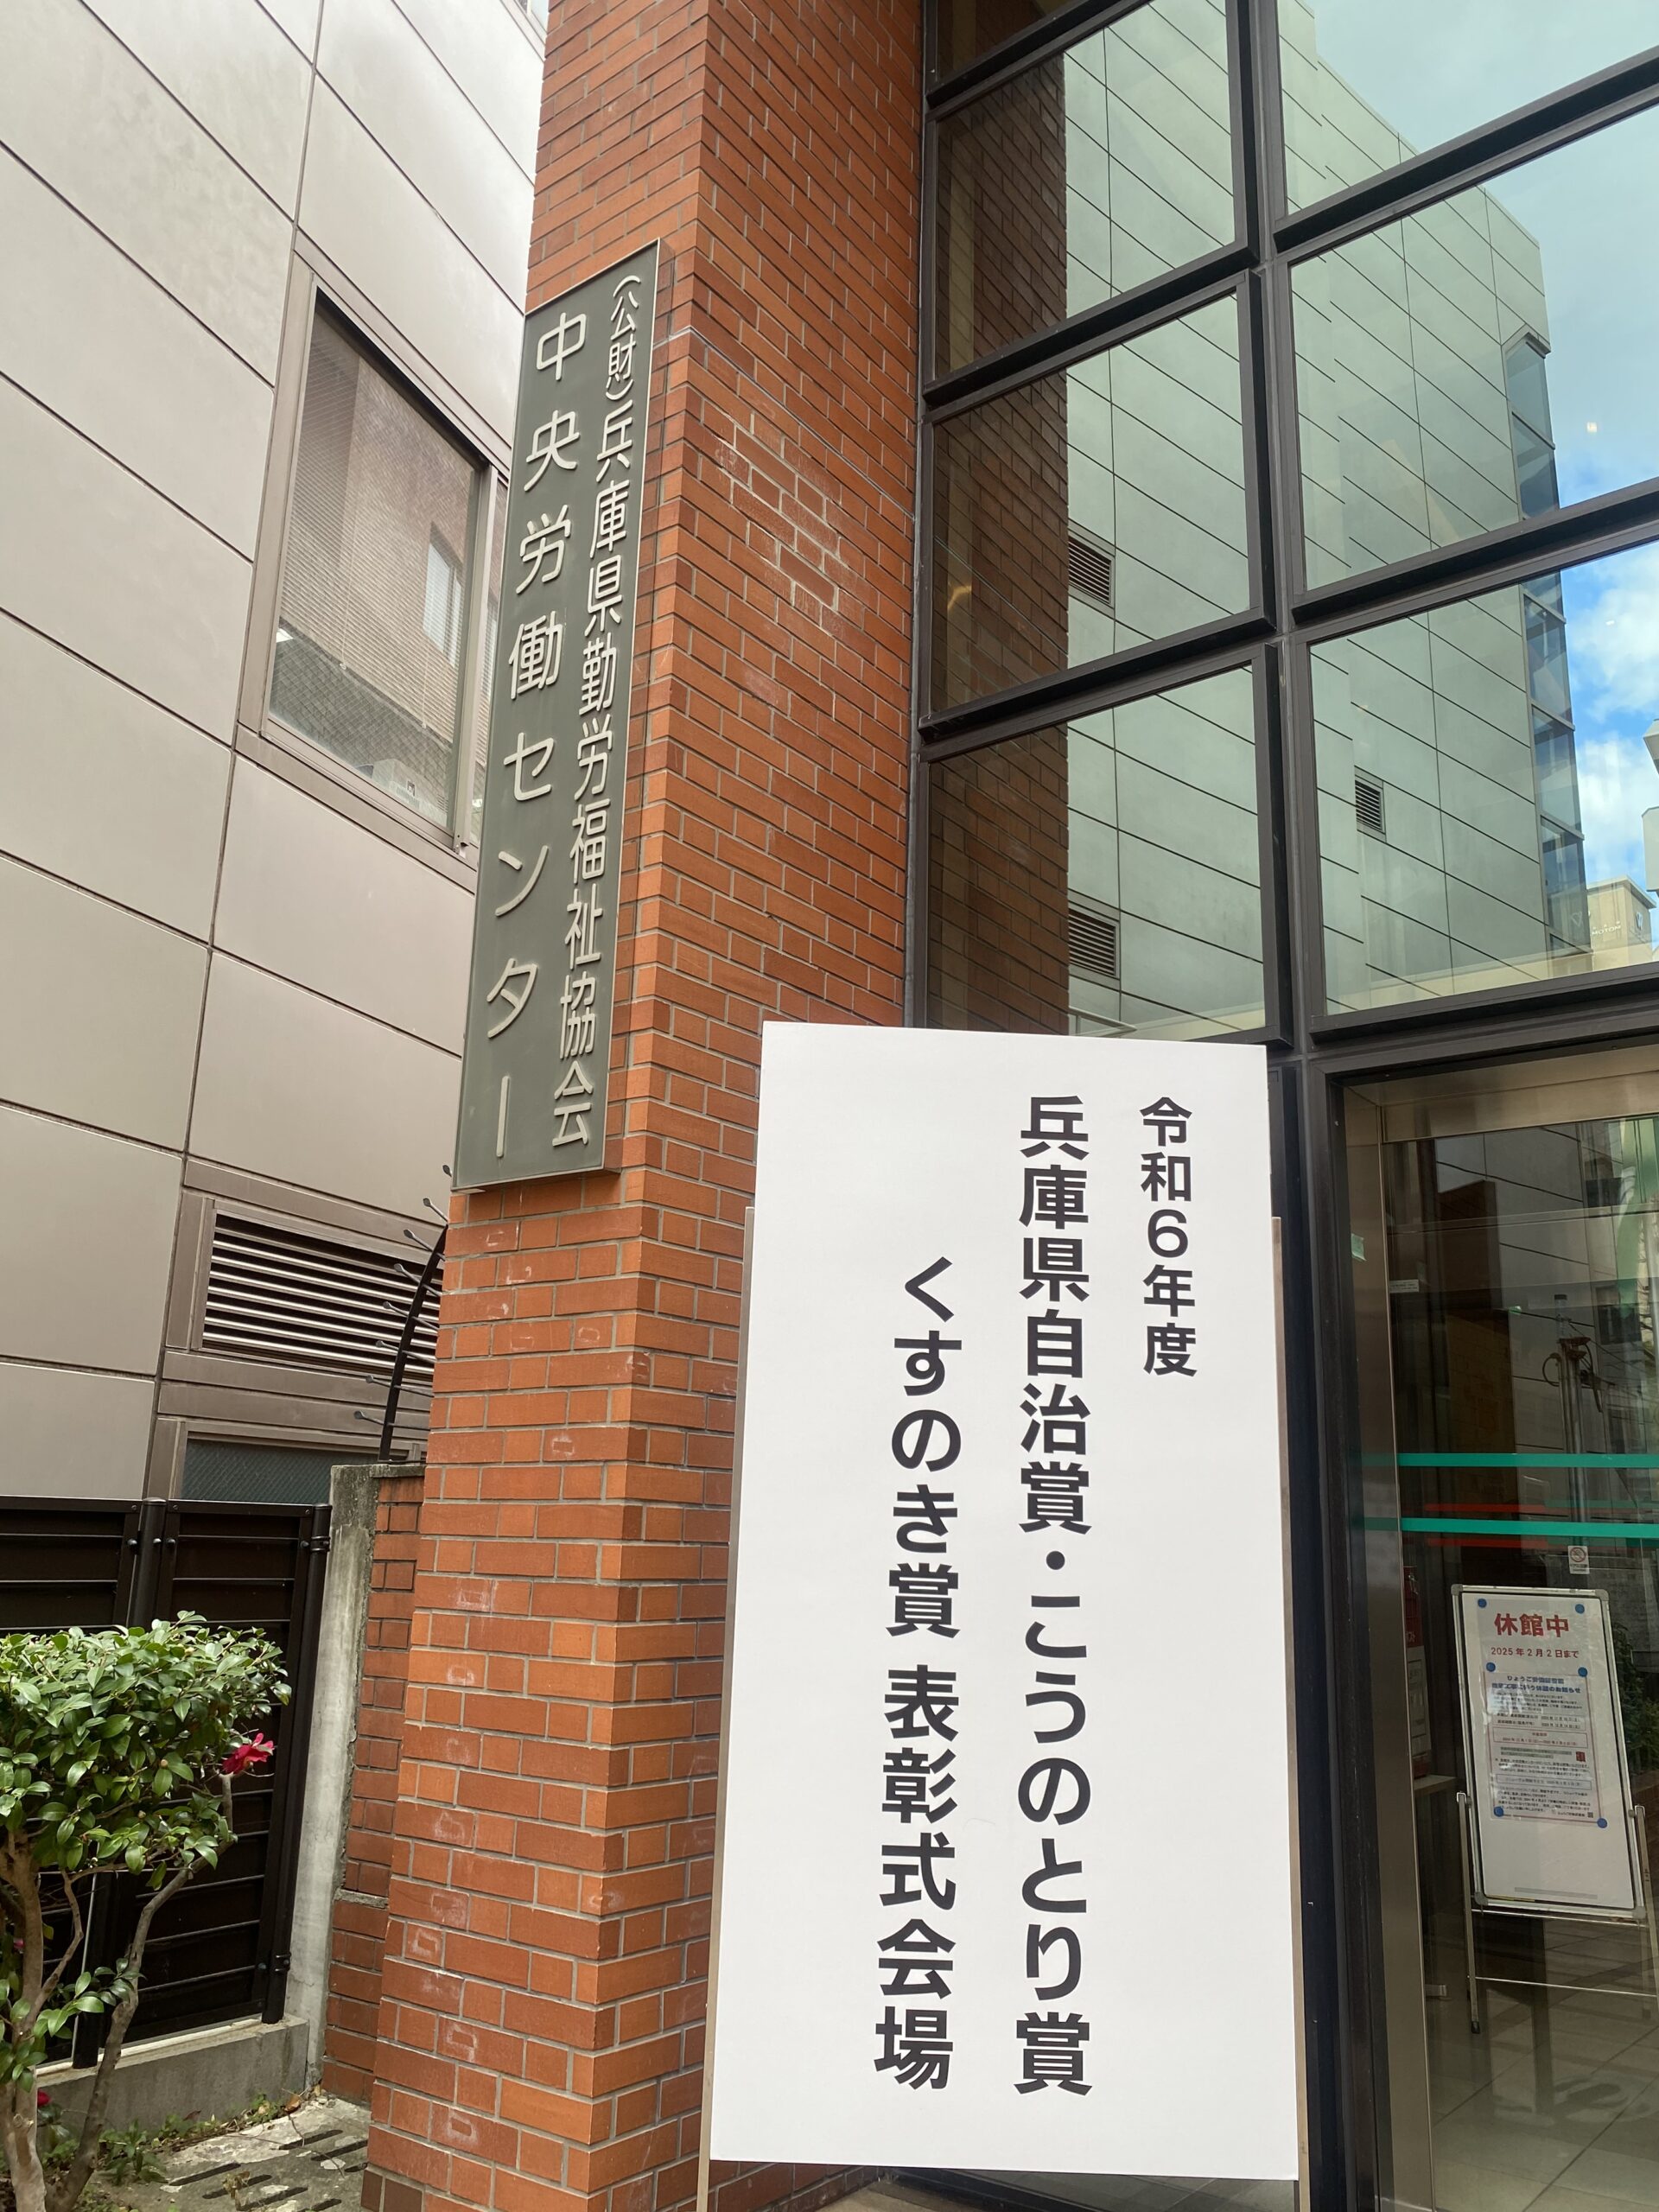 (公財)兵庫県勤労福祉協会
中央労働センター
令和6年度
兵庫県自治賞・こうのとり賞
くすのき賞 表彰式会場
休館中
2025年2月2日まで